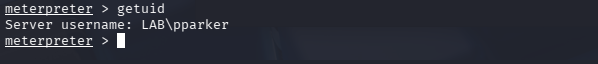 meterpreter > getuid
Server username: LAB\pparker
meterpreter >